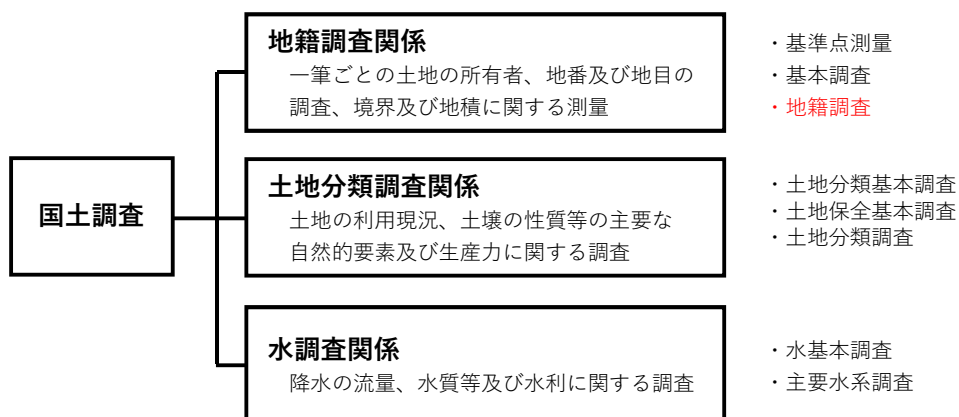 国土調査
地籍調査関係
一筆ごとの土地の所有者、地番及び地目の
調査、境界及び地積に関する測量
・基準点測量
・基本調査
・地籍調査
土地分類調査関係
土地の利用現況、土壌の性質等の主要な
自然的要素及び生産力に関する調査
・土地分類基本調査
・土地保全基本調査
・土地分類調査
水調査関係
降水の流量、水質等及び水利に関する調査
・水基本調査
・主要水系調査